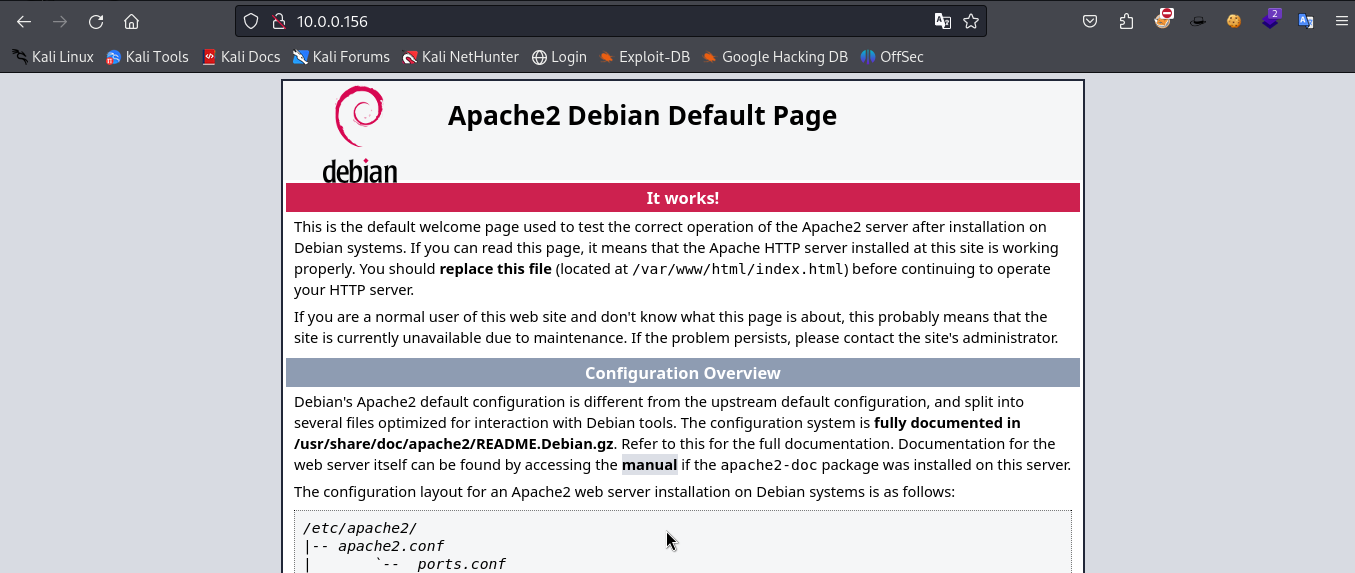 10.0.0.156
2
Kali Linux Kali Tools Kali Docs Kali Forums Kali NetHunter Login Exploit-DB Google Hacking DB OffSec
debian
Apache2 Debian Default Page
It works!
This is the default welcome page used to test the correct operation of the Apache2 server after installation on
Debian systems. If you can read this page, it means that the Apache HTTP server installed at this site is working
properly. You should replace this file (located at /var/www/html/index.html) before continuing to operate
your HTTP server.
If you are a normal user of this web site and don't know what this page is about, this probably means that the
site is currently unavailable due to maintenance. If the problem persists, please contact the site's administrator.
Configuration Overview
Debian's Apache2 default configuration is different from the upstream default configuration, and split into
several files optimized for interaction with Debian tools. The configuration system is fully documented in
/usr/share/doc/apache2/README.Debian.gz. Refer to this for the full documentation. Documentation for the
web server itself can be found by accessing the manual if the apache2-doc package was installed on this server.
The configuration layout for an Apache2 web server installation on Debian systems is as follows:
/etc/apache2/
|-- apache2.conf
|       `--  ports.conf